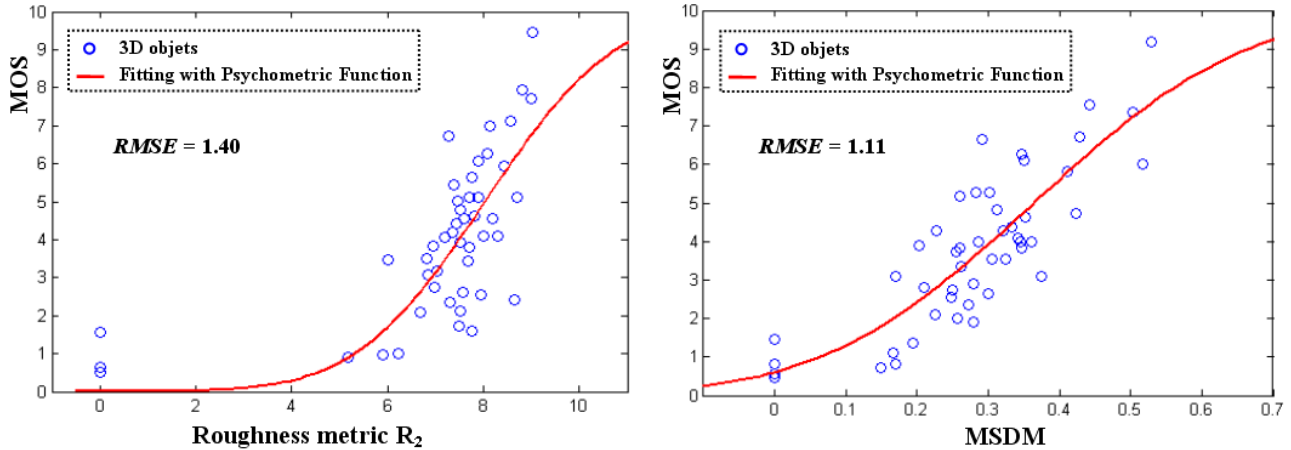 10
9
8
7
6
5
4
3
2
1
0
MOS
3D objets
Fitting with Psychometric Function
RMSE = 1.40
0 2 4 6 8 10
Roughness metric R₂
10
9
8
7
6
5
4
3
2
1
0
MOS
3D objets
Fitting with Psychometric Function
RMSE = 1.11
0 0.1 0.2 0.3 0.4 0.5 0.6 0.7
MSDM